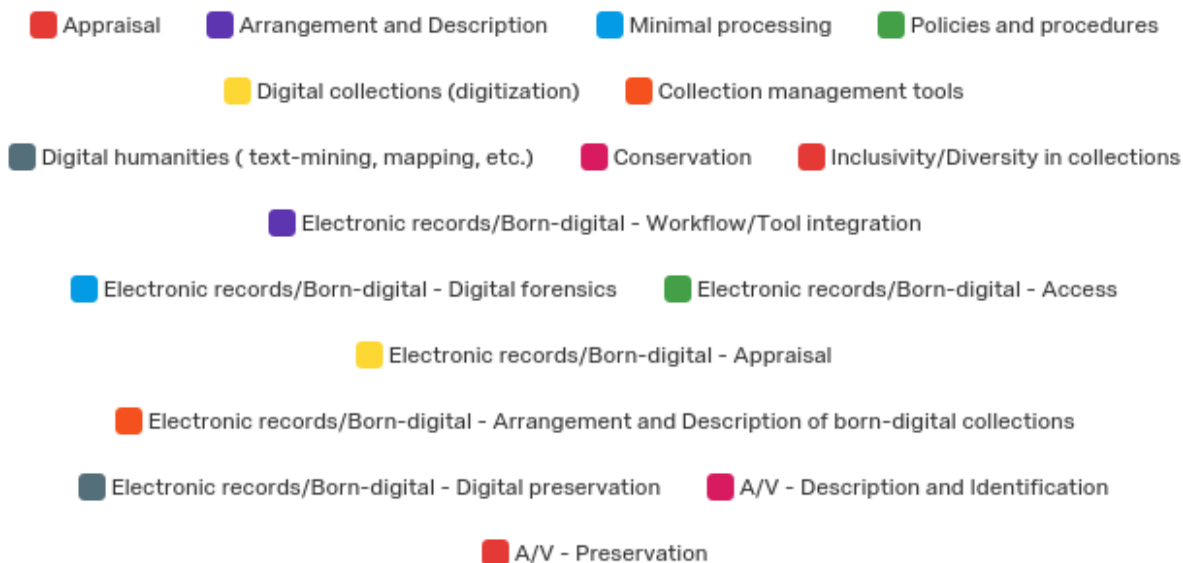 Appraisal Arrangement and Description Minimal processing Policies and procedures
Digital collections (digitization) Collection management tools
Digital humanities ( text-mining, mapping, etc.) Conservation Inclusivity/Diversity in collections
Electronic records/Born-digital - Workflow/Tool integration
Electronic records/Born-digital - Digital forensics Electronic records/Born-digital - Access
Electronic records/Born-digital - Appraisal
Electronic records/Born-digital - Arrangement and Description of born-digital collections
Electronic records/Born-digital - Digital preservation A/V - Description and Identification
A/V - Preservation